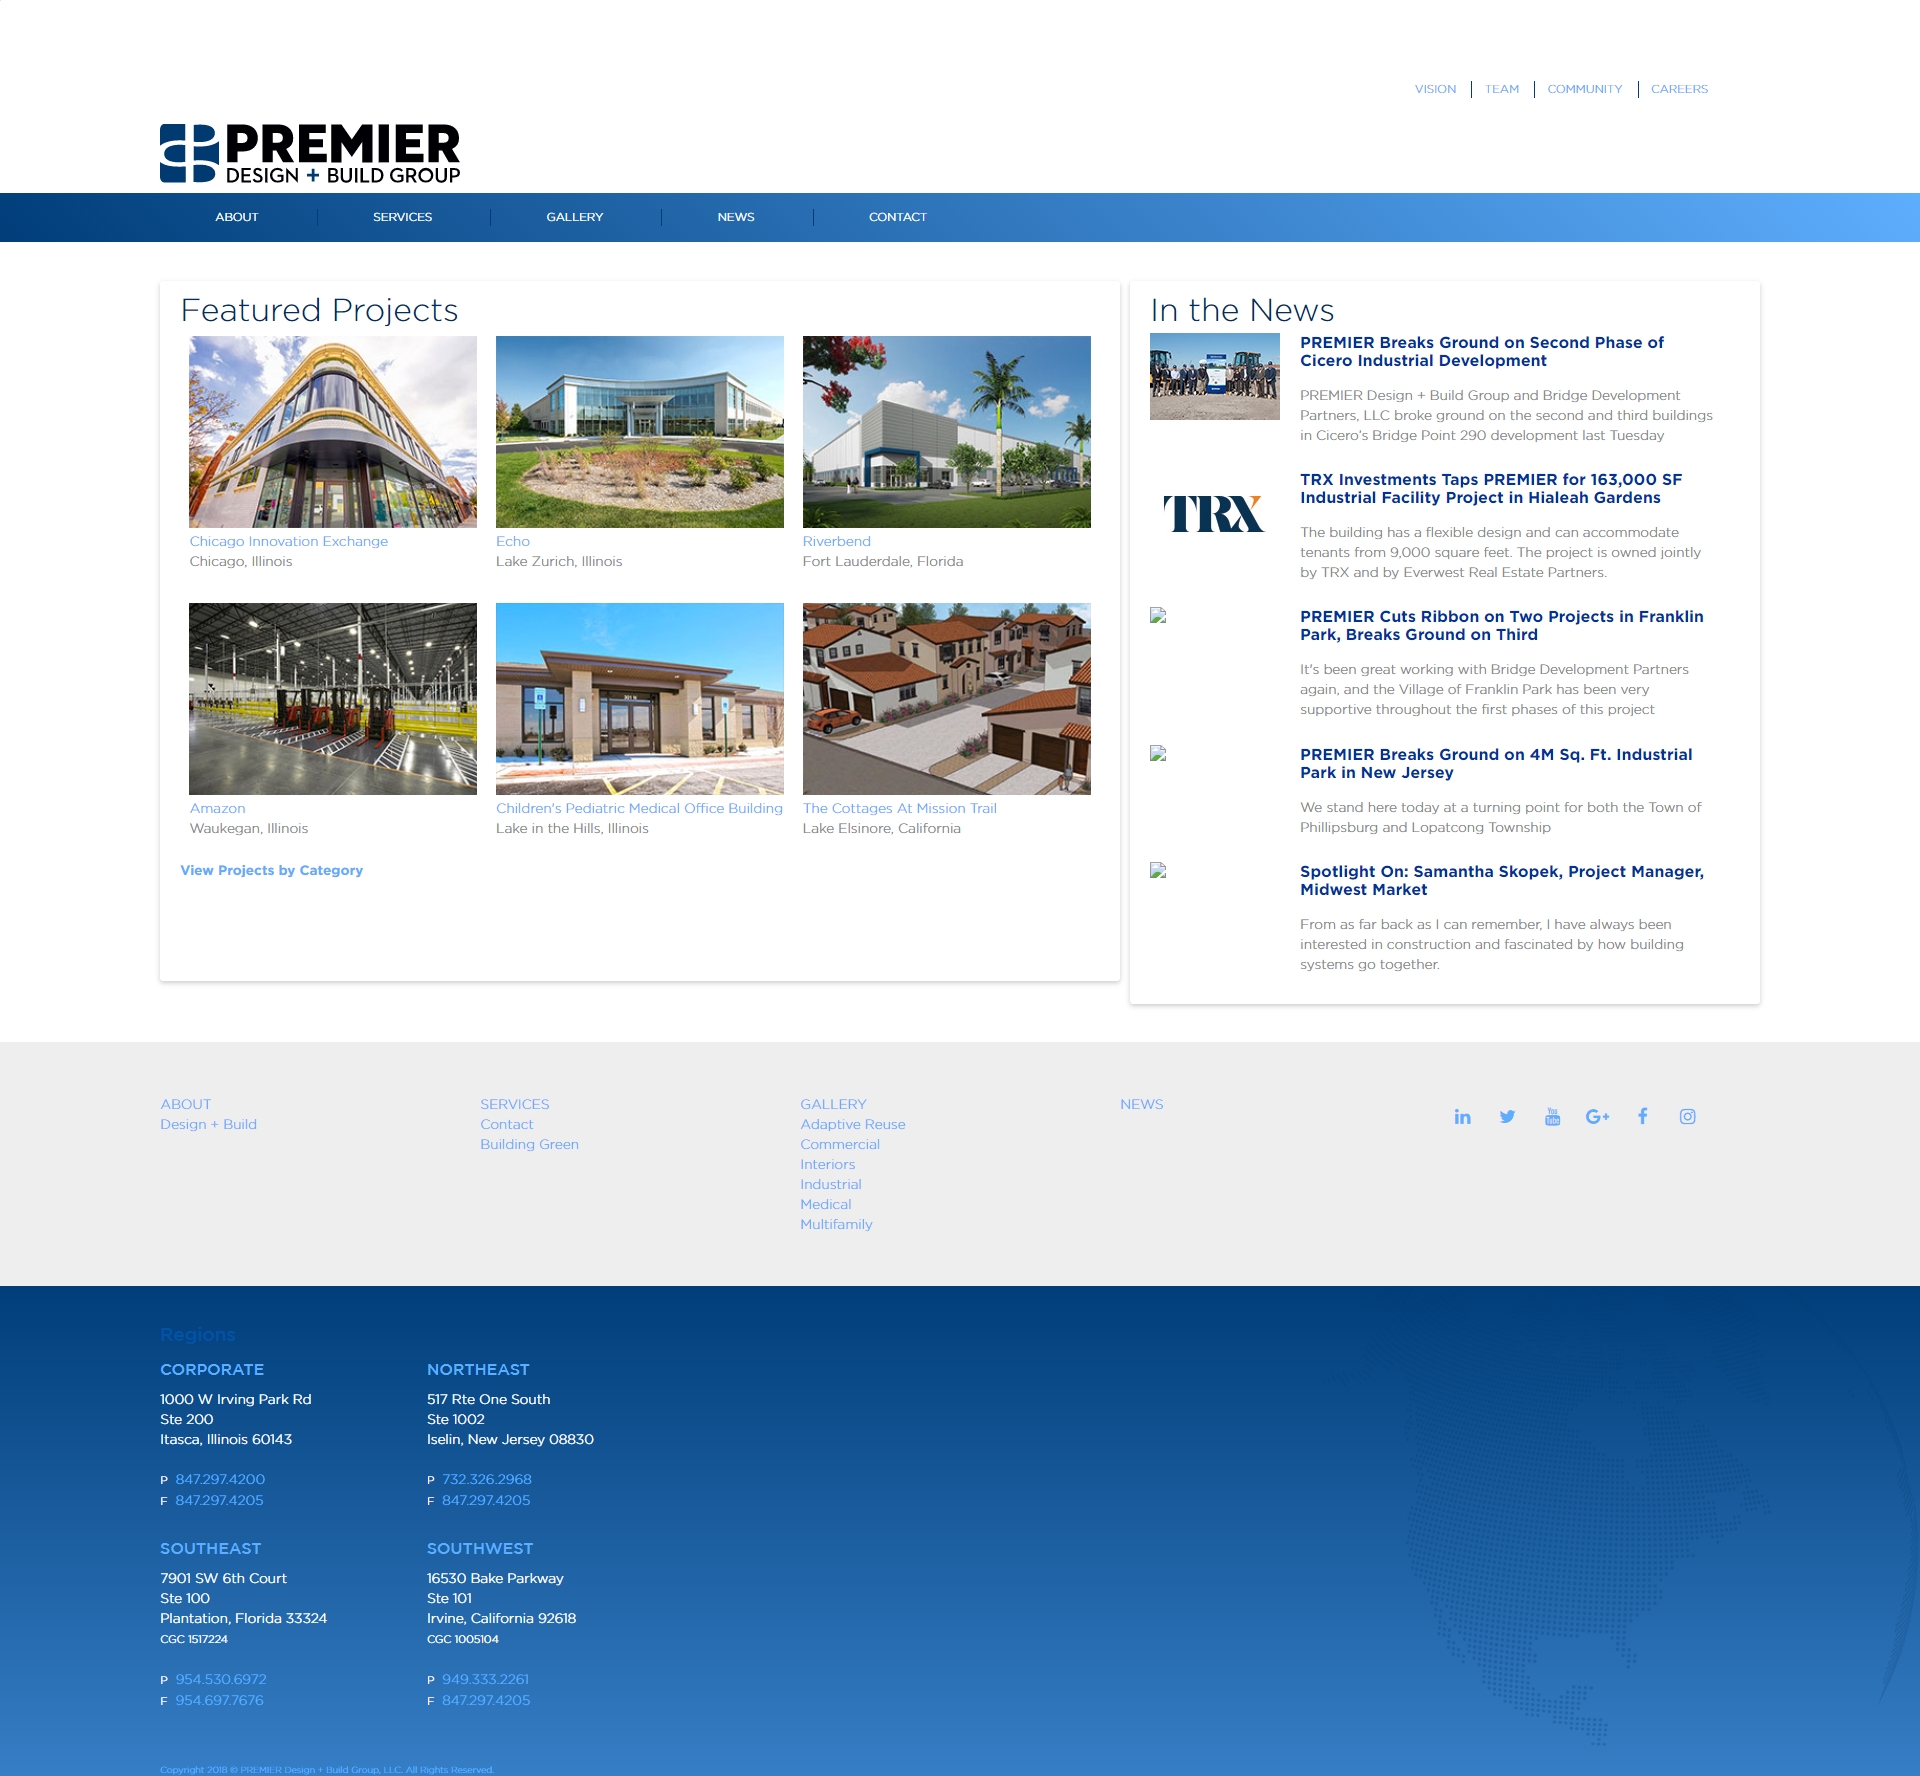 VISION
TEAM
COMMUNITY
CAREERS
PREMIER
DESIGN + BUILD GROUP
ABOUT
SERVICES
GALLERY
NEWS
CONTACT
Featured Projects
Chicago Innovation Exchange
Chicago, Illinois
Echo
Lake Zurich, Illinois
Riverbend
Fort Lauderdale, Florida
Amazon
Waukegan, Illinois
Children's Pediatric Medical Office Building
Lake in the Hills, Illinois
The Cottages At Mission Trail
Lake Elsinore, California
View Projects by Category
In the News
PREMIER Breaks Ground on Second Phase of
Cicero Industrial Development
PREMIER Design + Build Group and Bridge Development
Partners, LLC broke ground on the second and third buildings
in Cicero's Bridge Point 290 development last Tuesday
TRX
TRX Investments Taps PREMIER for 163,000 SF
Industrial Facility Project in Hialeah Gardens
The building has a flexible design and can accommodate
tenants from 9,000 square feet. The project is owned jointly
by TRX and by Everwest Real Estate Partners.
PREMIER Cuts Ribbon on Two Projects in Franklin
Park, Breaks Ground on Third
It's been great working with Bridge Development Partners
again, and the Village of Franklin Park has been very
supportive throughout the first phases of this project
PREMIER Breaks Ground on 4M Sq. Ft. Industrial
Park in New Jersey
We stand here today at a turning point for both the Town of
Phillipsburg and Lopatcong Township
Spotlight On: Samantha Skopek, Project Manager,
Midwest Market
From as far back as I can remember, I have always been
interested in construction and fascinated by how building
systems go together.
ABOUT
Design + Build
SERVICES
Contact
Building Green
GALLERY
Adaptive Reuse
Commercial
Interiors
Industrial
Medical
Multifamily
NEWS
Regions
CORPORATE
1000 W Irving Park Rd
Ste 200
Itasca, Illinois 60143
P 847.297.4200
F 847.297.4205
NORTHEAST
517 Rte One South
Ste 1002
Iselin, New Jersey 08830
P 732.326.2968
F 847.297.4205
SOUTHEAST
7901 SW 6th Court
Ste 100
Plantation, Florida 33324
CGC 1517224
P 954.530.6972
F 954.697.7676
SOUTHWEST
16530 Bake Parkway
Ste 101
Irvine, California 92618
CGC 1005104
P 949.333.2261
F 847.297.4205
Copyright 2018 © PREMIER Design + Build Group, LLC. All Rights Reserved.